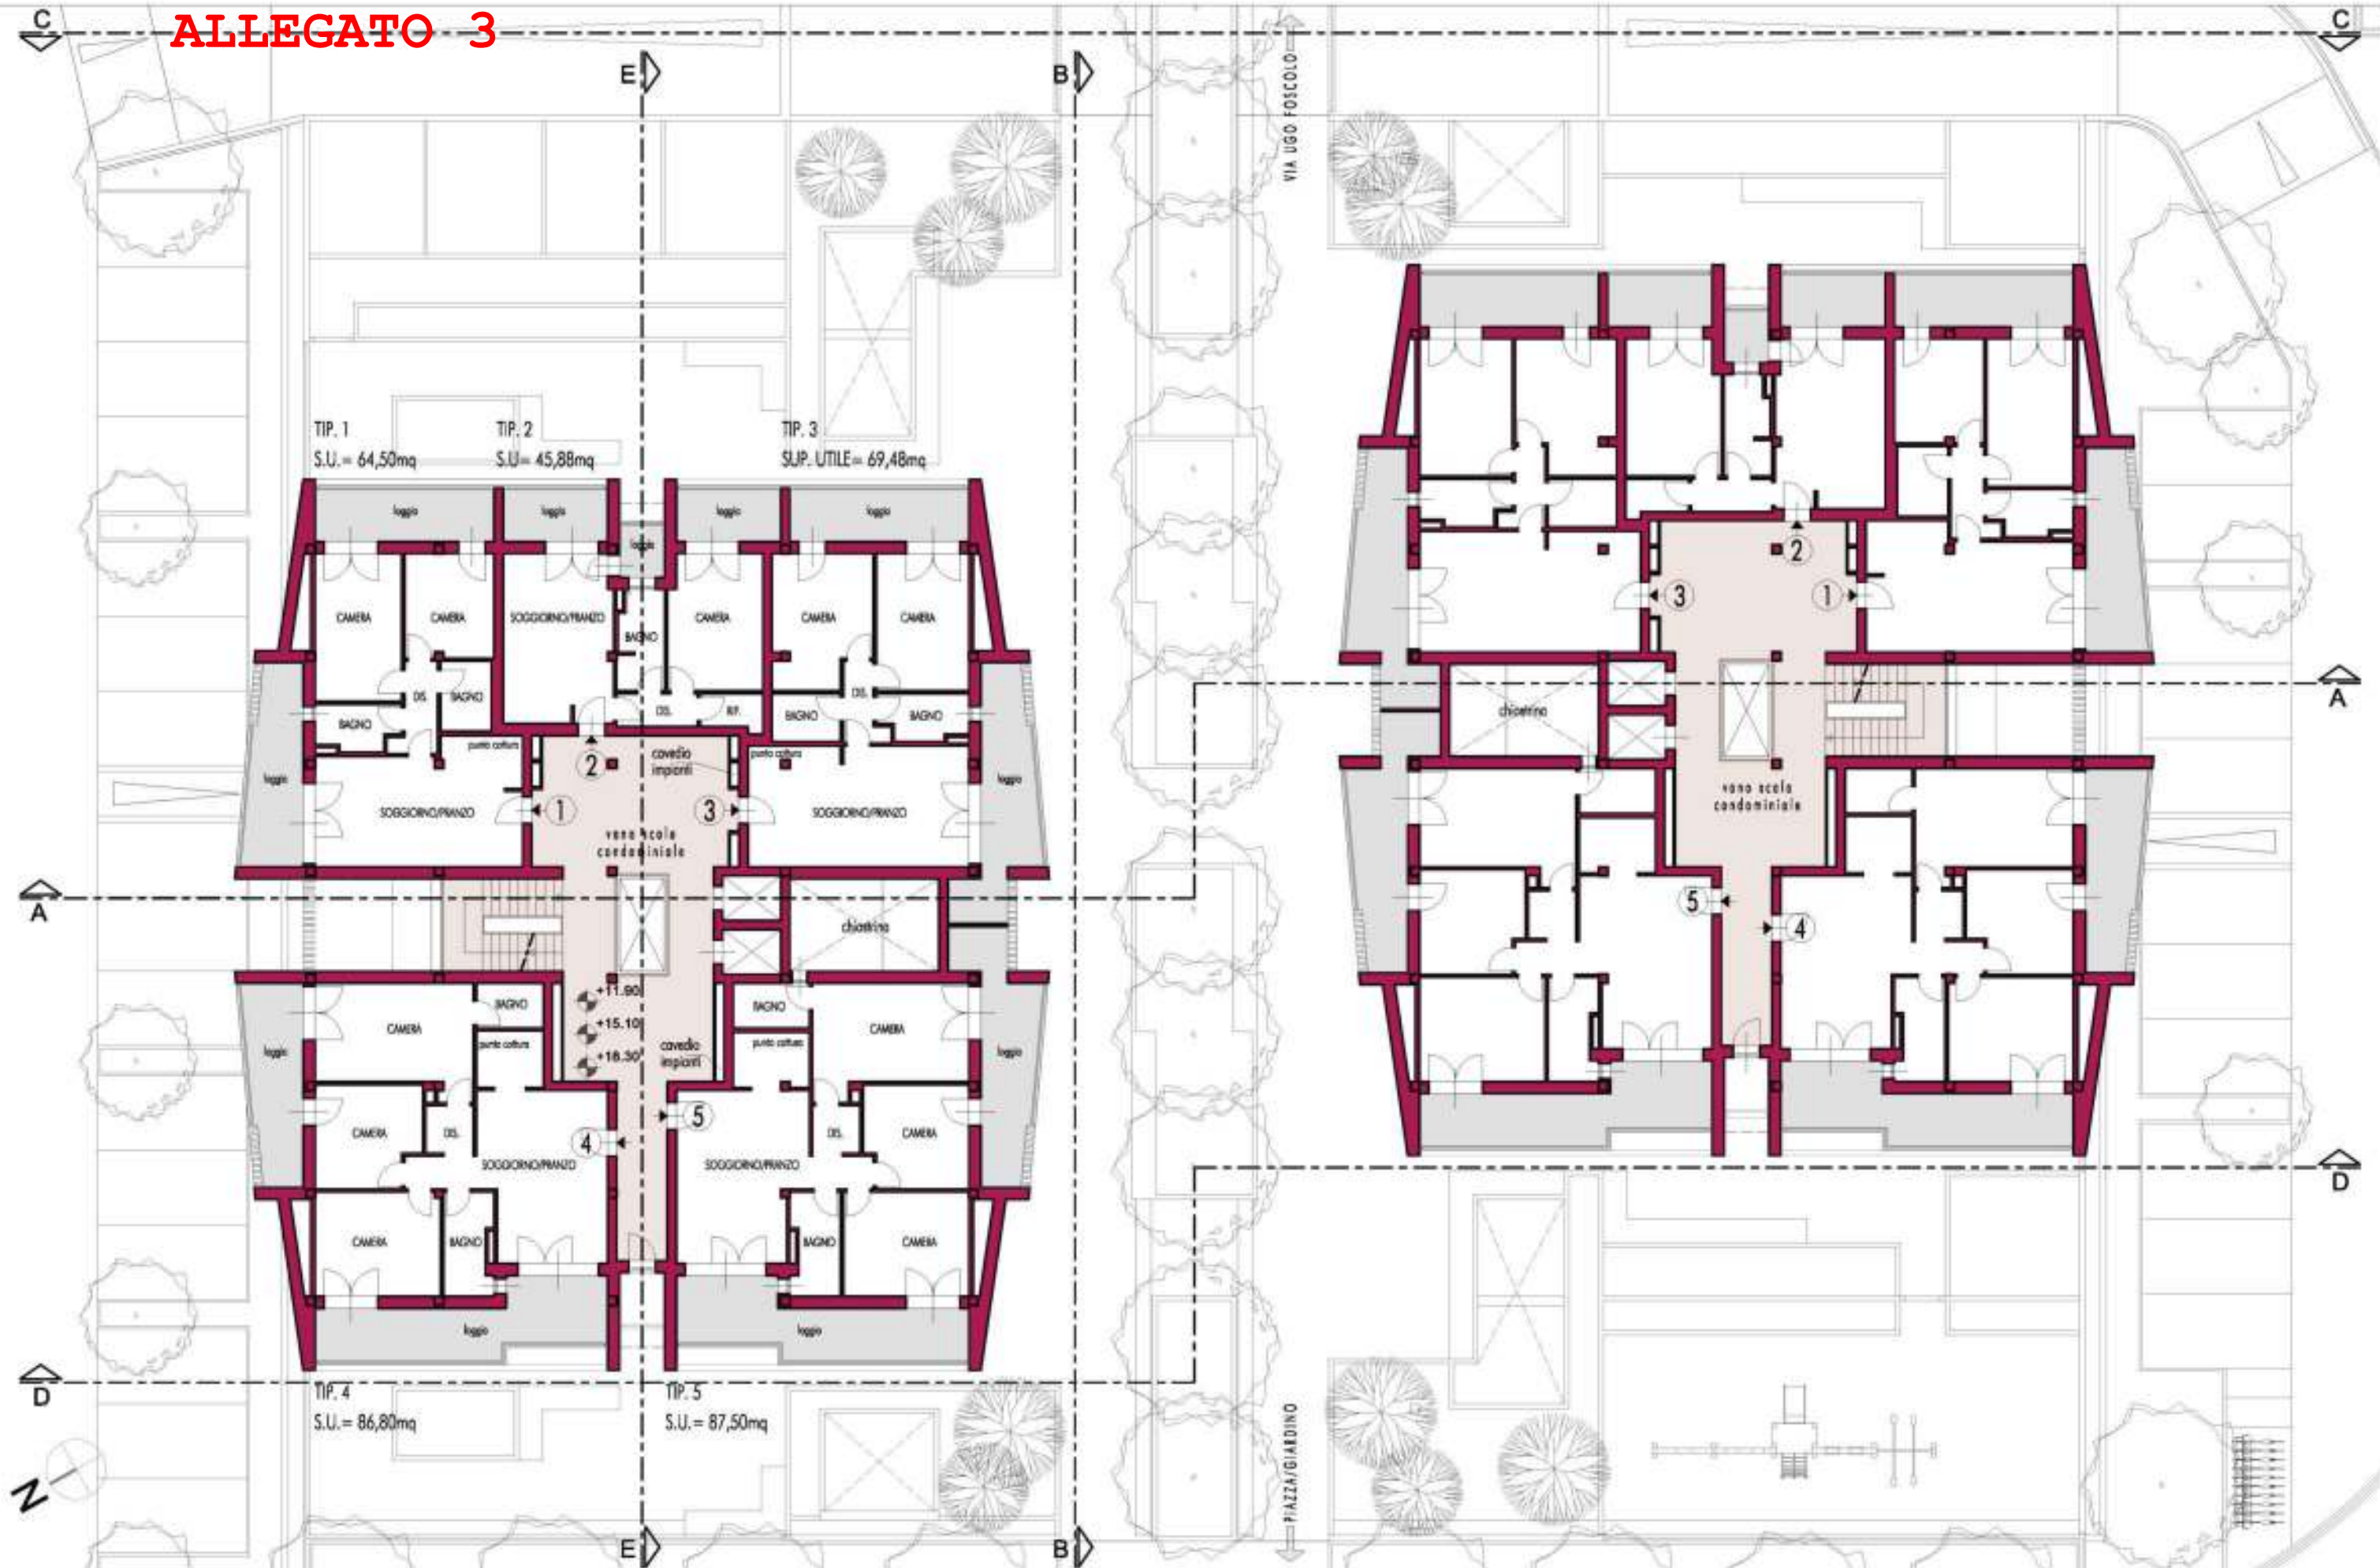 ALLEGATO 3
C
C
E
B
VIA UGO FOSCOLO
TIP. 1
S.U.= 64,50mq
TIP. 2
S.U= 45,88mq
TIP. 3
SUP. UTILE= 69,48mq
loggia
loggia
loggia
loggia
loggia
CAMERA
CAMERA
SOGGIORNO/PRANZO
BAGNO
CAMERA
CAMERA
CAMERA
DIS.
BAGNO
BAGNO
DIS.
RIP.
BAGNO
DIS.
BAGNO
punto cottura
2
cavedio
impianti
punto cottura
loggia
SOGGIORNO/PRANZO
1
3
SOGGIORNO/PRANZO
loggia
vano scala
condominiale
A
chiostrina
+11.90
+15.10
+18.30
CAMERA
BAGNO
punto cottura
loggia
cavedio
impianti
BAGNO
punto cottura
CAMERA
loggia
CAMERA
DIS.
SOGGIORNO/PRANZO
4
5
SOGGIORNO/PRANZO
DIS.
CAMERA
CAMERA
BAGNO
BAGNO
CAMERA
loggia
loggia
D
TIP. 4
S.U.= 86,80mq
TIP. 5
S.U.= 87,50mq
N
E
B
PIAZZA/GIARDINO
2
3
1
chiostrina
A
vano scala
condominiale
5
4
D